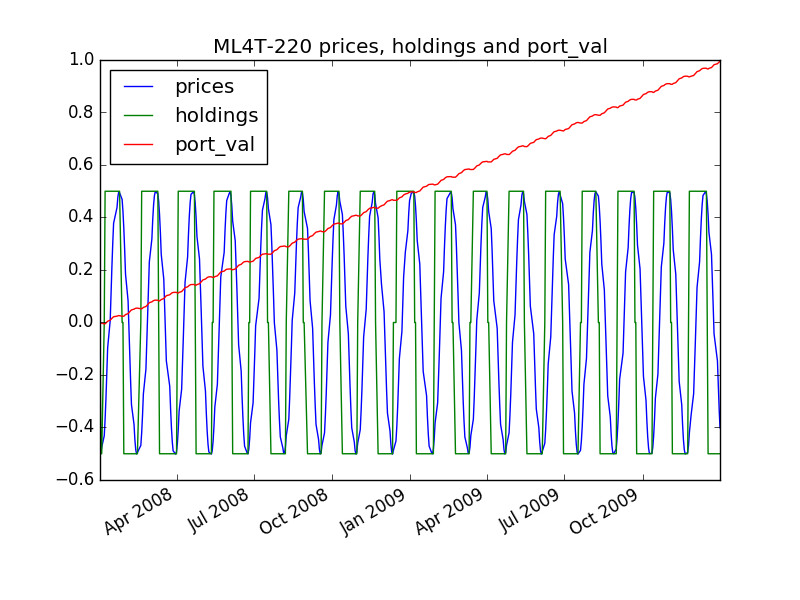 ML4T-220 prices, holdings and port_val
1.0
0.8
0.6
0.4
0.2
0.0
−0.2
−0.4
−0.6
prices
holdings
port_val
Apr 2008
Jul 2008
Oct 2008
Jan 2009
Apr 2009
Jul 2009
Oct 2009